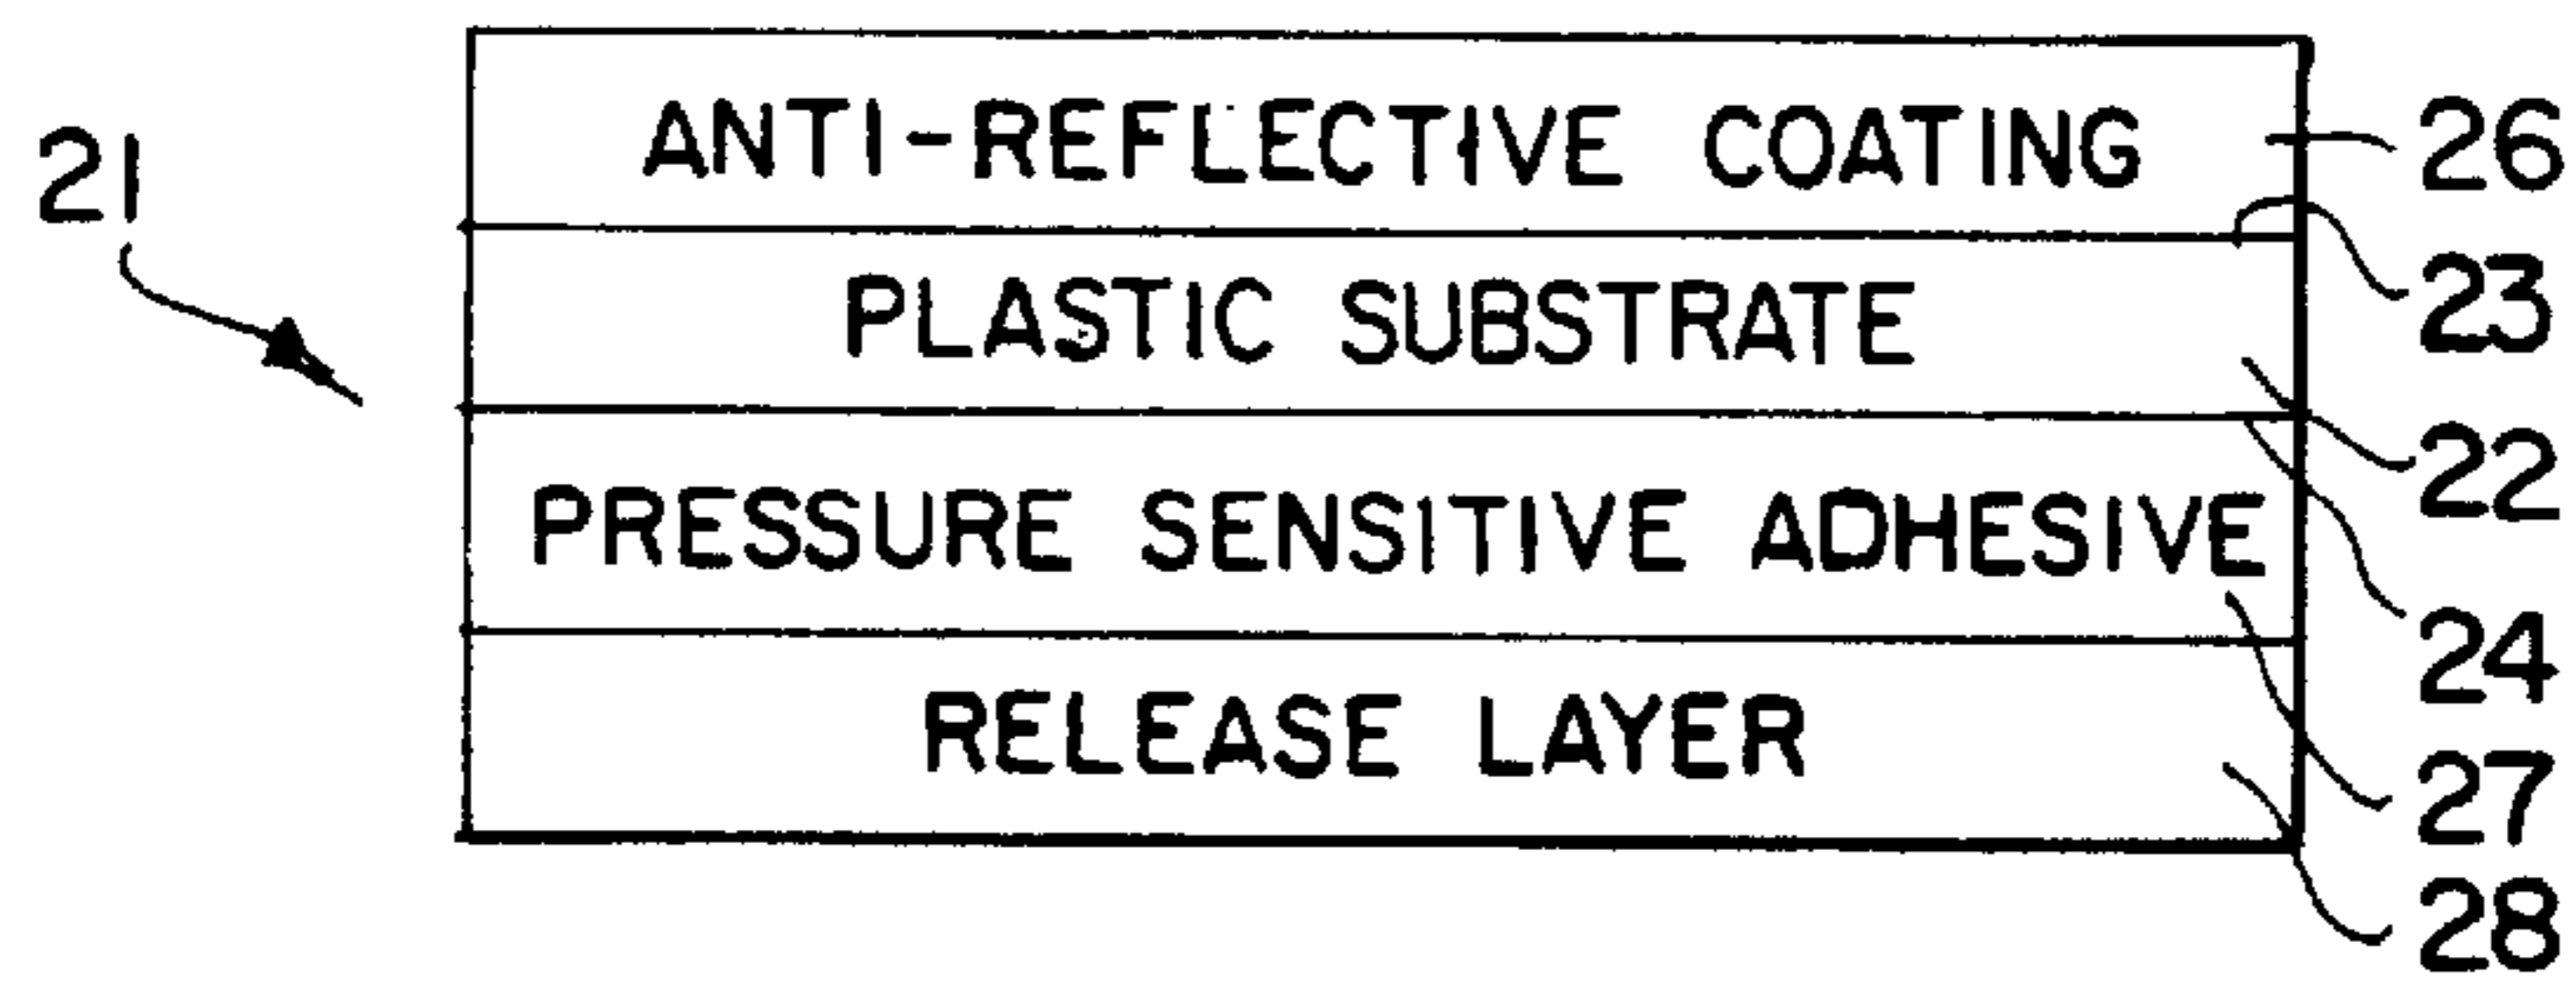 21
ANTI-REFLECTIVE COATING
26
23
PLASTIC SUBSTRATE
22
PRESSURE SENSITIVE ADHESIVE
24
RELEASE LAYER
27
28